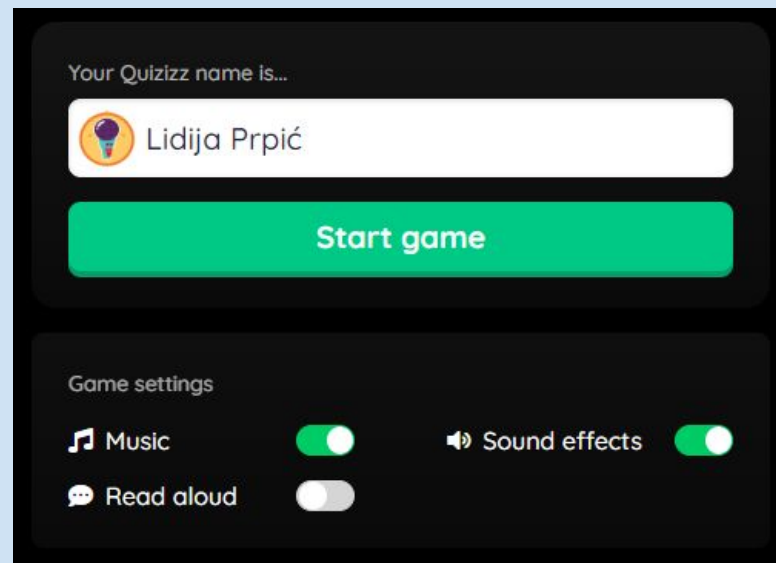 Your Quizizz name is...
Lidija Prpić
Start game
Game settings
Music
Sound effects
Read aloud